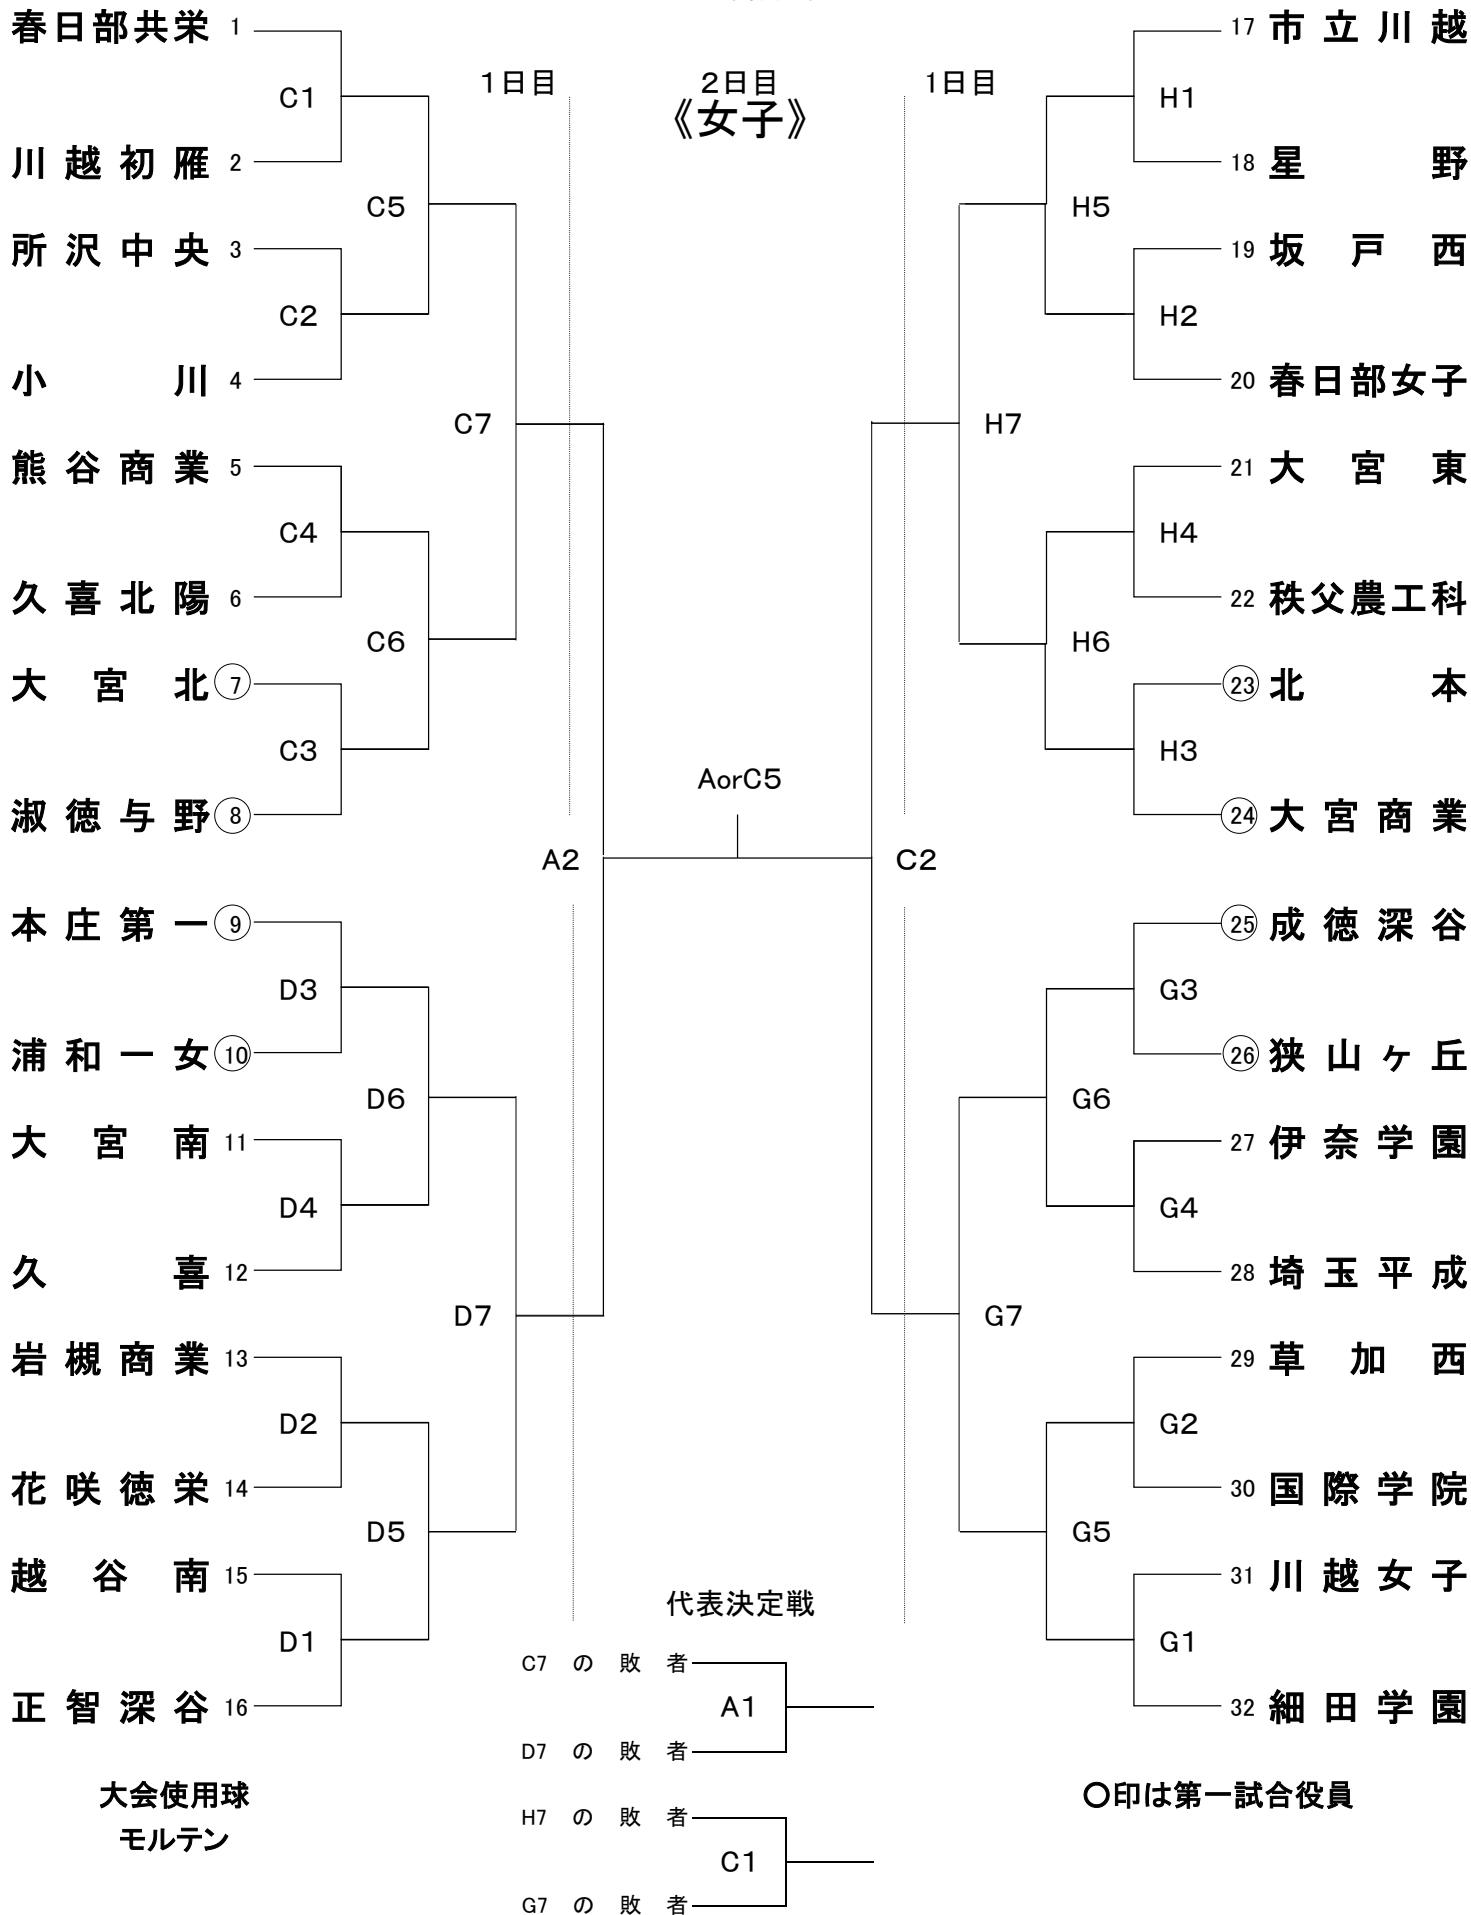 1日目
2日目
1日目
《女子》
春日部共栄 1
C1
川越初雁 2
C5
所沢中央 3
C2
小川 4
C7
熊谷商業 5
C4
久喜北陽 6
C6
大宮北 7
C3
淑徳与野 8
A2
本庄第一 9
D3
浦和一女 10
D6
大宮南 11
D4
久喜 12
D7
岩槻商業 13
D2
花咲徳栄 14
D5
越谷南 15
D1
正智深谷 16
AorC5
17 市立川越
H1
18 星野
H5
19 坂戸西
H2
20 春日部女子
H7
21 大宮東
H4
22 秩父農工科
H6
23 北本
H3
24 大宮商業
C2
25 成徳深谷
G3
26 狭山ヶ丘
G6
27 伊奈学園
G4
28 埼玉平成
G7
29 草加西
G2
30 国際学院
G5
31 川越女子
G1
32 細田学園
代表決定戦
C7の敗者
A1
D7の敗者
H7の敗者
C1
G7の敗者
大会使用球
モルテン
○印は第一試合役員